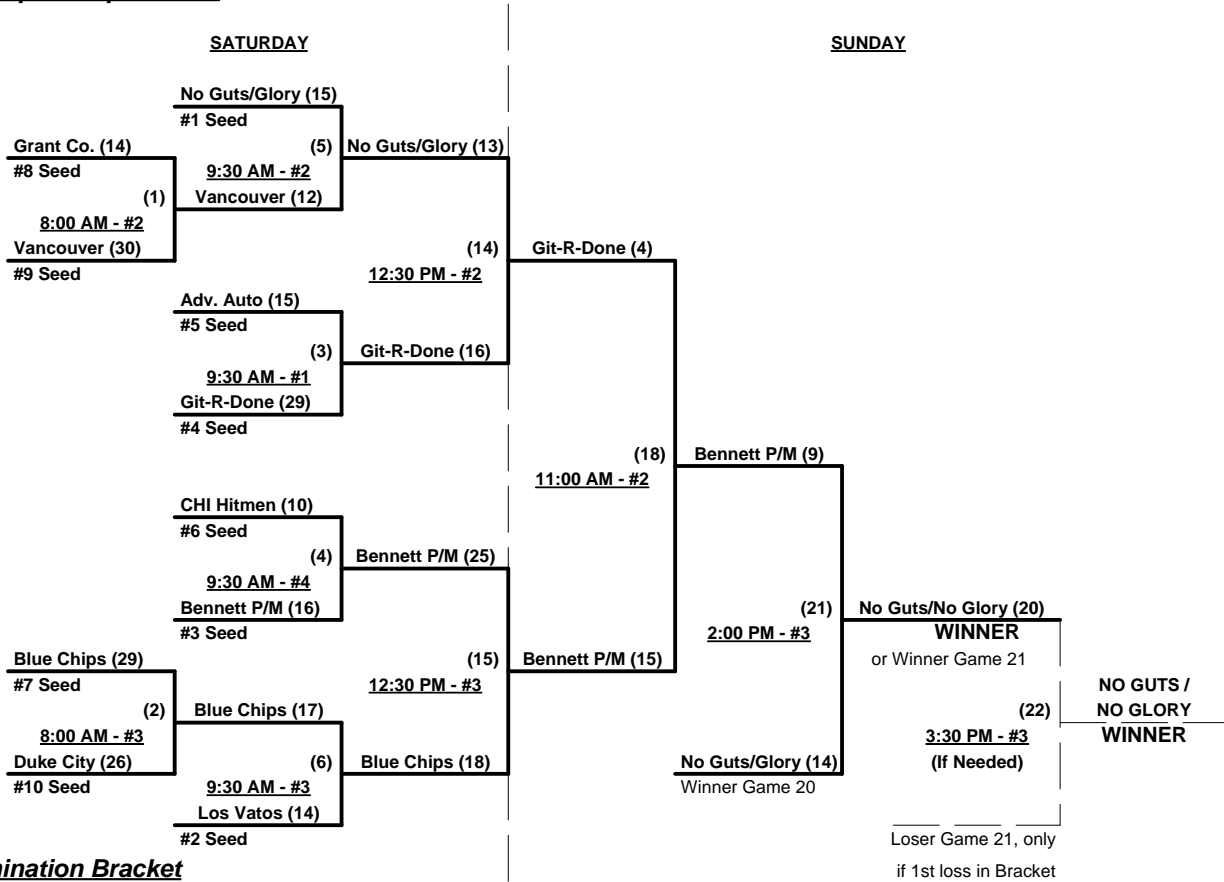 SATURDAY
SUNDAY
No Guts/Glory (15)
#1 Seed
Grant Co. (14)
(5)
No Guts/Glory (13)
#8 Seed
9:30 AM - #2
(1)
Vancouver (12)
8:00 AM - #2
Vancouver (30)
(14)
Git-R-Done (4)
#9 Seed
12:30 PM - #2
Adv. Auto (15)
#5 Seed
(3)
Git-R-Done (16)
9:30 AM - #1
Git-R-Done (29)
#4 Seed
(18)
Bennett P/M (9)
11:00 AM - #2
CHI Hitmen (10)
#6 Seed
(4)
Bennett P/M (25)
9:30 AM - #4
Bennett P/M (16)
(21)
No Guts/No Glory (20)
#3 Seed
2:00 PM - #3
WINNER
Blue Chips (29)
(15)
Bennett P/M (15)
or Winner Game 21
#7 Seed
12:30 PM - #3
NO GUTS /
(2)
Blue Chips (17)
(22)
NO GLORY
8:00 AM - #3
3:30 PM - #3
WINNER
Duke City (26)
(6)
Blue Chips (18)
No Guts/Glory (14)
(If Needed)
#10 Seed
9:30 AM - #3
Winner Game 20
Los Vatos (14)
#2 Seed
Loser Game 21, only
mination Bracket
if 1st loss in Bracket